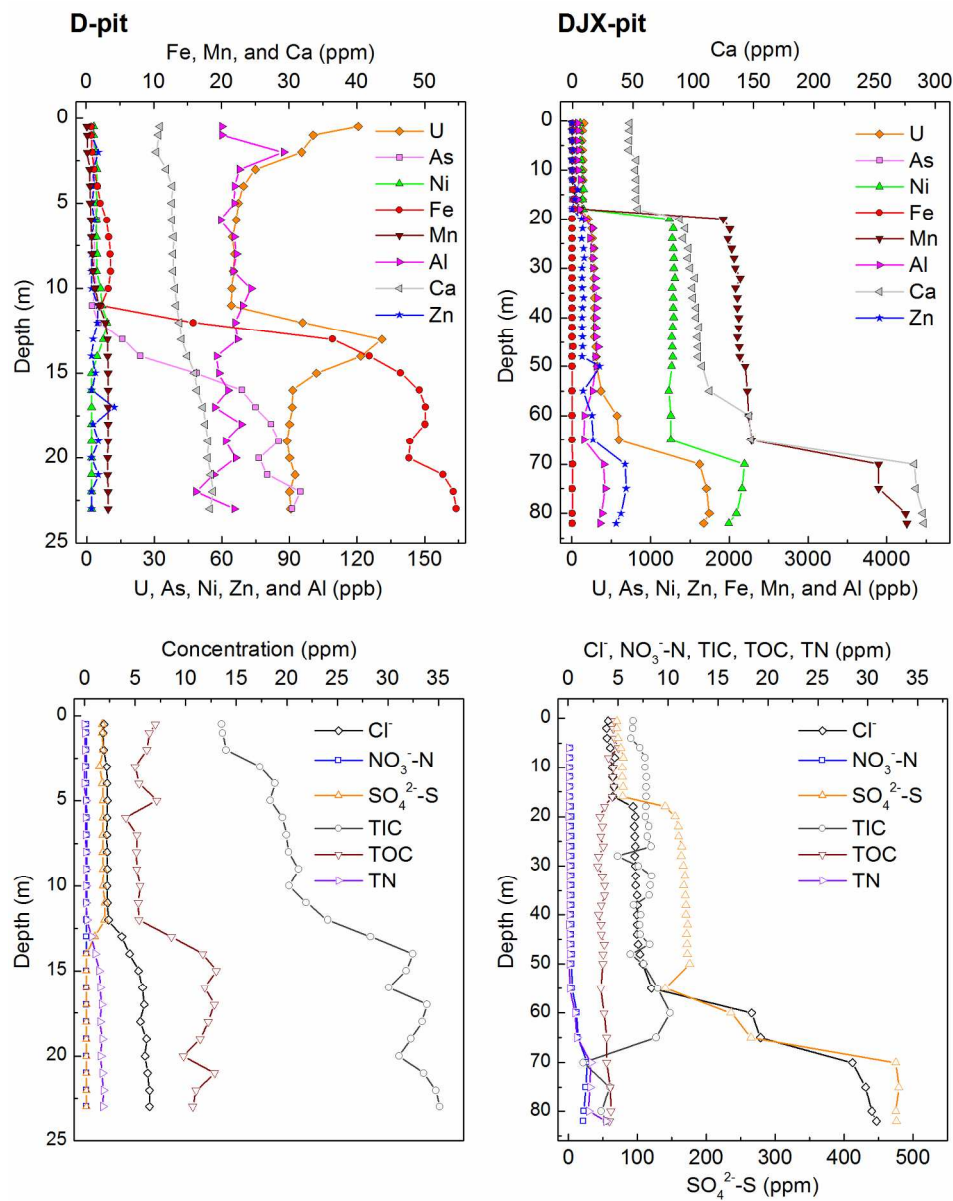 D-pit
Fe, Mn, and Ca (ppm)
0 10 20 30 40 50
0
5
10
15
20
25
Depth (m)
U
As
Ni
Fe
Mn
Al
Ca
Zn
0 30 60 90 120 150
U, As, Ni, Zn, and Al (ppb)
DJX-pit
Ca (ppm)
0 50 100 150 200 250 300
0
10
20
30
40
50
60
70
80
Depth (m)
U
As
Ni
Fe
Mn
Al
Ca
Zn
0 1000 2000 3000 4000
U, As, Ni, Zn, Fe, Mn, and Al (ppb)
Concentration (ppm)
0 5 10 15 20 25 30 35
0
5
10
15
20
25
Depth (m)
Cl⁻
NO₃⁻-N
SO₄²⁻-S
TIC
TOC
TN
Cl⁻, NO₃⁻-N, TIC, TOC, TN (ppm)
0 5 10 15 20 25 30 35
0
10
20
30
40
50
60
70
80
Depth (m)
Cl⁻
NO₃⁻-N
SO₄²⁻-S
TIC
TOC
TN
0 100 200 300 400 500
SO₄²⁻-S (ppm)